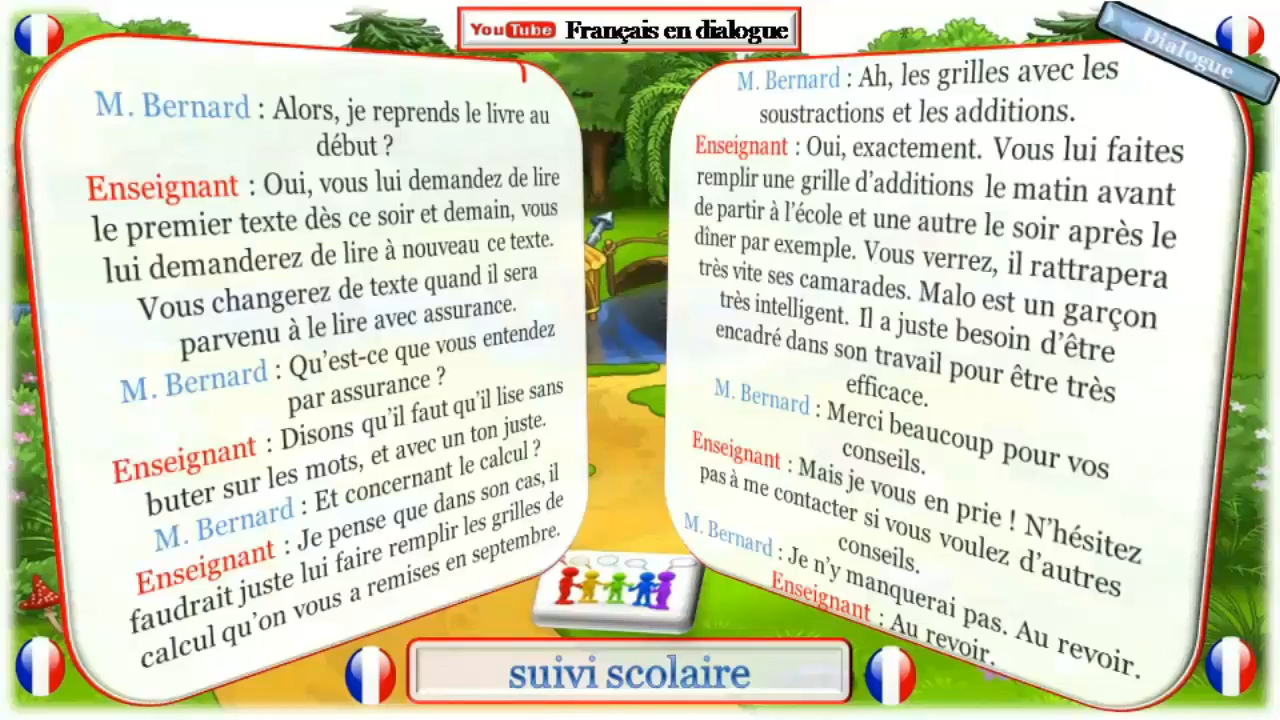 YouTube Français en dialogue
Dialogue
M. Bernard : Alors, je reprends le livre au
début ?
Enseignant : Oui, vous lui demandez de lire
le premier texte dès ce soir et demain, vous
lui demanderez de lire à nouveau ce texte.
Vous changerez de texte quand il sera
parvenu à le lire avec assurance.
M. Bernard : Qu'est-ce que vous entendez
par assurance ?
Enseignant : Disons qu'il faut qu'il lise sans
buter sur les mots, et avec un ton juste.
M. Bernard : Et concernant le calcul ?
Enseignant : Je pense que dans son cas, il
faudrait juste lui faire remplir les grilles de
calcul qu'on vous a remises en septembre.
M. Bernard : Ah, les grilles avec les
soustractions et les additions.
Enseignant : Oui, exactement. Vous lui faites
remplir une grille d'additions le matin avant
de partir à l'école et une autre le soir après le
dîner par exemple. Vous verrez, il rattrapera
très vite ses camarades. Malo est un garçon
très intelligent. Il a juste besoin d'être
encadré dans son travail pour être très
efficace.
M. Bernard : Merci beaucoup pour vos
conseils.
Enseignant : Mais je vous en prie ! N'hésitez
pas à me contacter si vous voulez d'autres
conseils.
M. Bernard : Je n'y manquerai pas. Au revoir.
Enseignant : Au revoir.
suivi scolaire